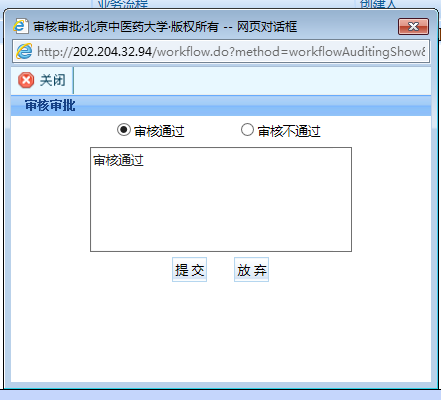 业务流程 创建人
审核审批·北京中医药大学·版权所有 -- 网页对话框
http://202.204.32.94/workflow.do?method=workflowAuditingShow&
关闭
审核审批
审核通过 审核不通过
审核通过
提交 放弃